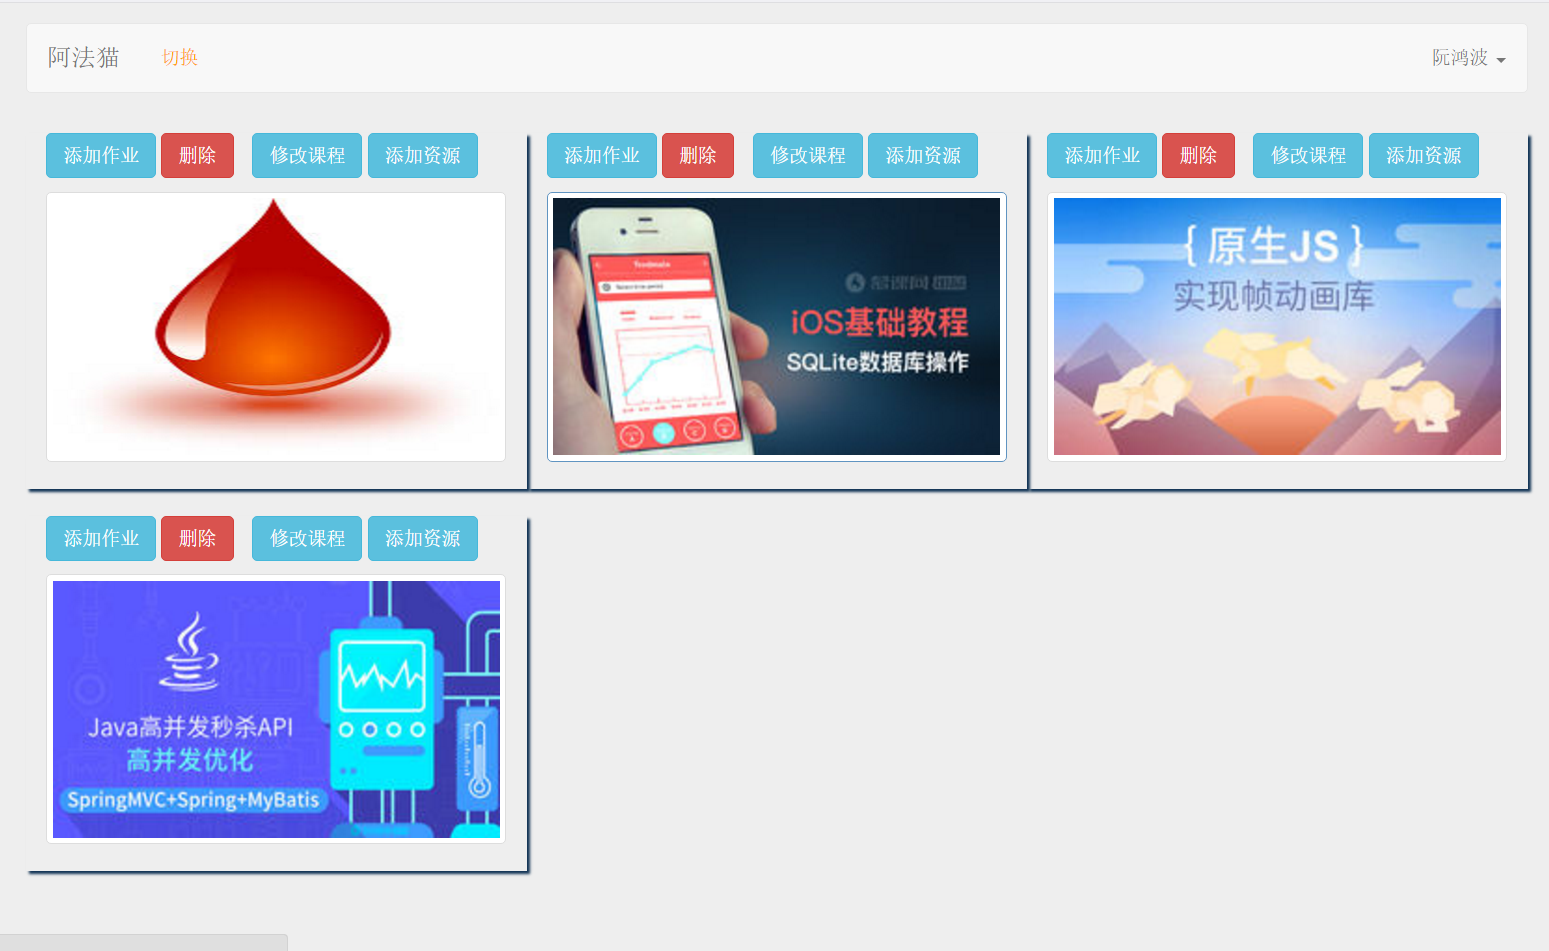 阿法猫 切换 阮鸿波
添加作业 删除 修改课程 添加资源
添加作业 删除 修改课程 添加资源
添加作业 删除 修改课程 添加资源
慕课网
iOS基础教程
SQLite数据库操作
{ 原生JS }
实现帧动画库
添加作业 删除 修改课程 添加资源
Java高并发秒杀API
高并发优化
SpringMVC+Spring+MyBatis